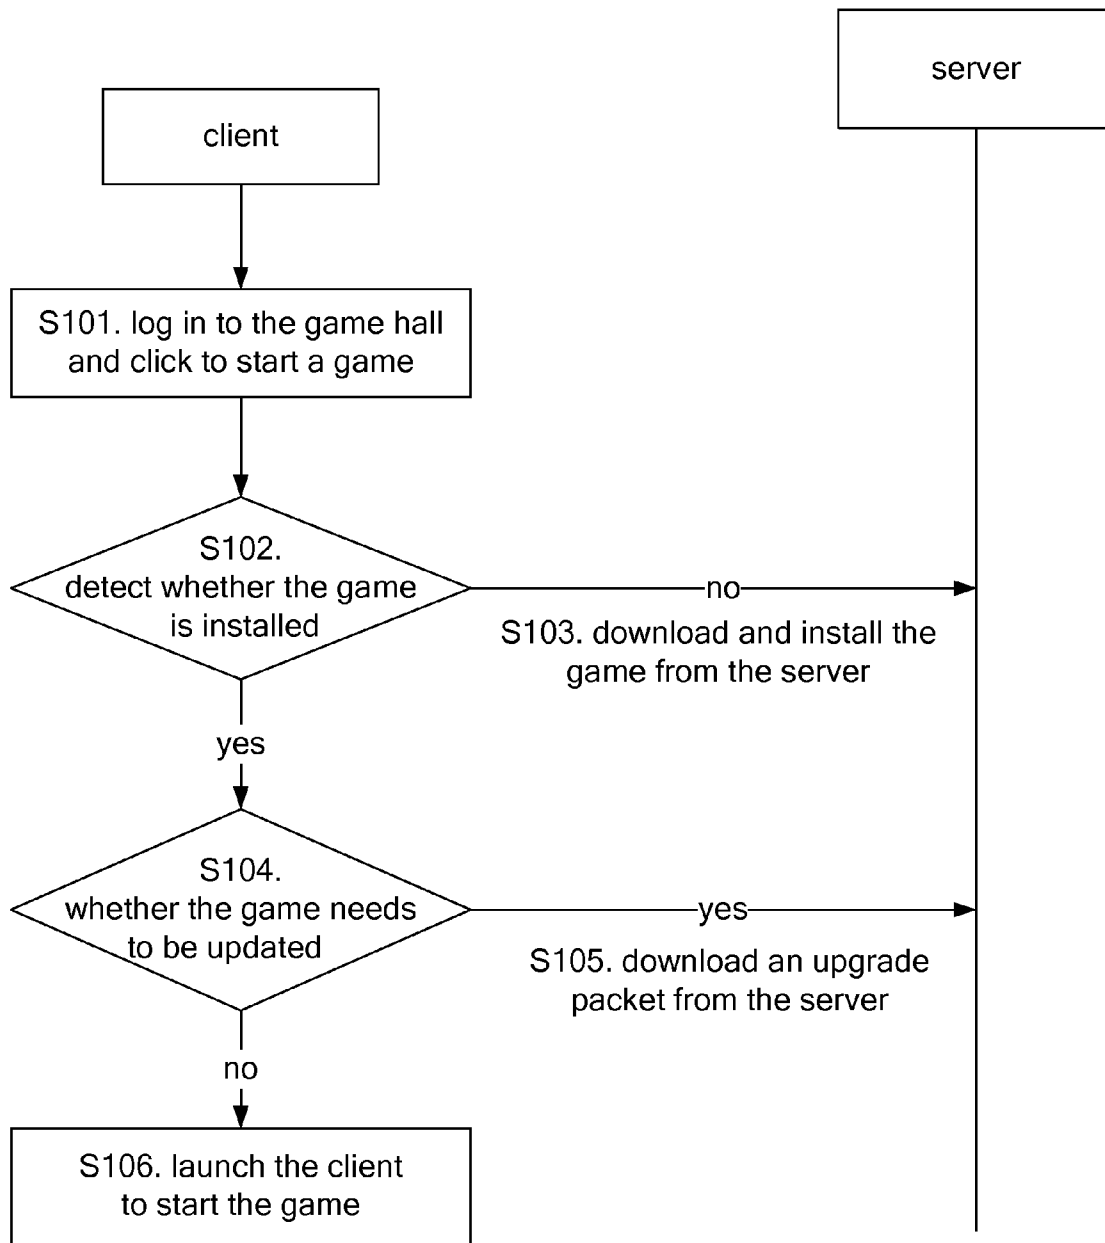 server
client
S101. log in to the game hall
and click to start a game
S102.
detect whether the game
is installed
no
S103. download and install the
game from the server
yes
S104.
whether the game needs
to be updated
yes
S105. download an upgrade
packet from the server
no
S106. launch the client
to start the game